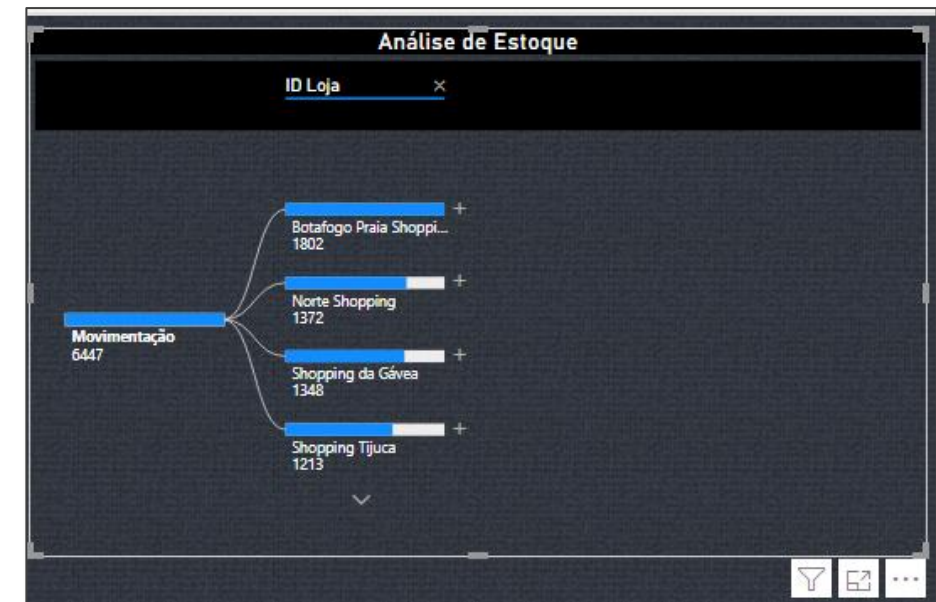 Análise de Estoque
ID Loja
Botafogo Praia Shoppi...
1802
Norte Shopping
1372
Movimentação
6447
Shopping da Gávea
1348
Shopping Tijuca
1213